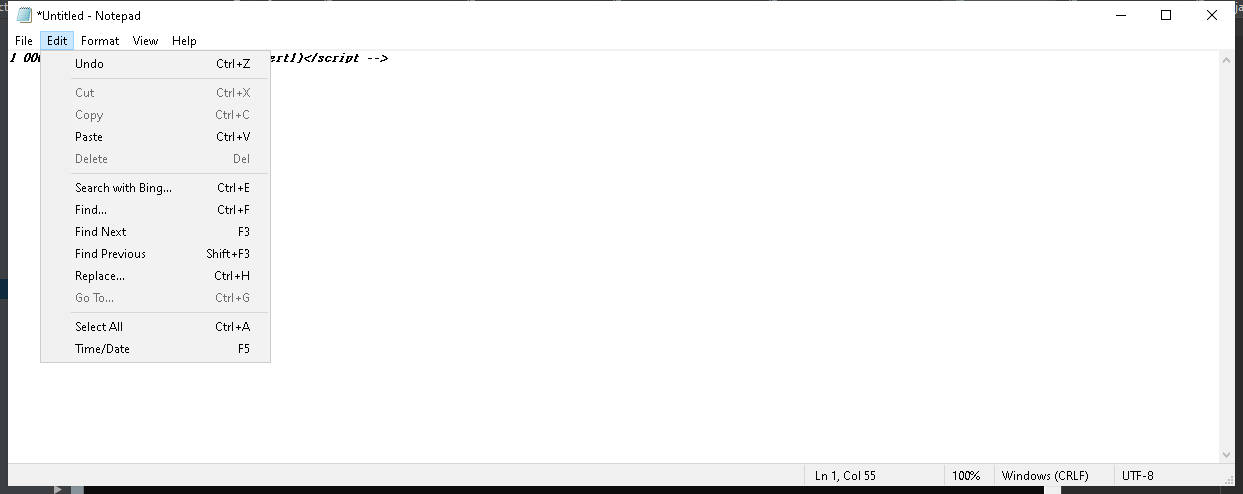 *Untitled - Notepad
File Edit Format View Help
1 000 ert1)</script -->
Undo Ctrl+Z
Cut Ctrl+X
Copy Ctrl+C
Paste Ctrl+V
Delete Del
Search with Bing... Ctrl+E
Find... Ctrl+F
Find Next F3
Find Previous Shift+F3
Replace... Ctrl+H
Go To... Ctrl+G
Select All Ctrl+A
Time/Date F5
Ln 1, Col 55 100% Windows (CRLF) UTF-8